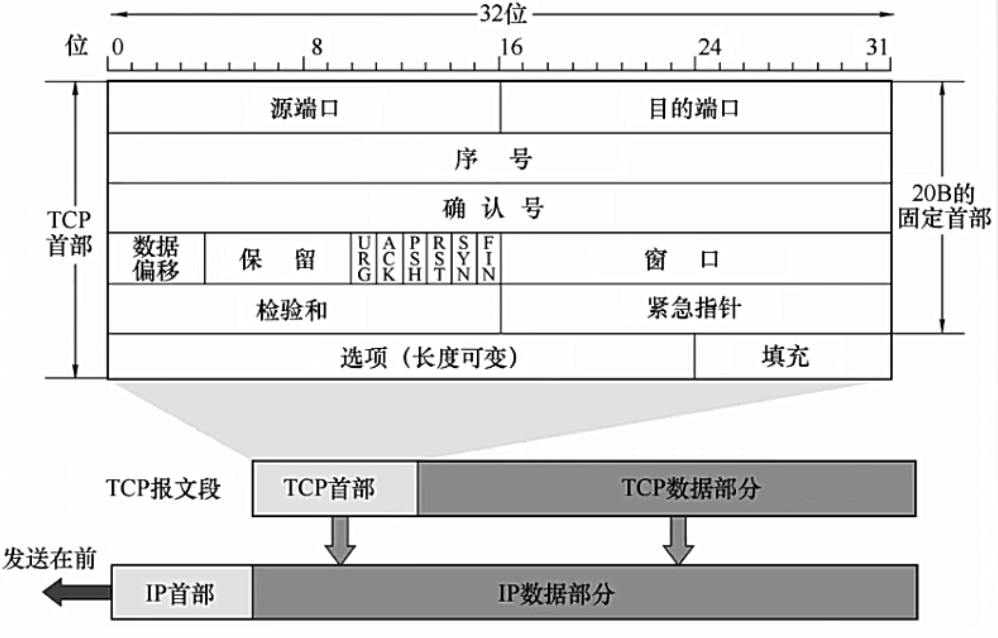 32位
位 0 8 16 24 31
源端口 目的端口
序 号
确 认 号
TCP
首部
20B的
固定首部
数据
偏移
保 留
URG ACK PSH RST SYN FIN
窗 口
检验和 紧急指针
选项（长度可变） 填充
TCP报文段 TCP首部 TCP数据部分
发送在前
IP首部 IP数据部分